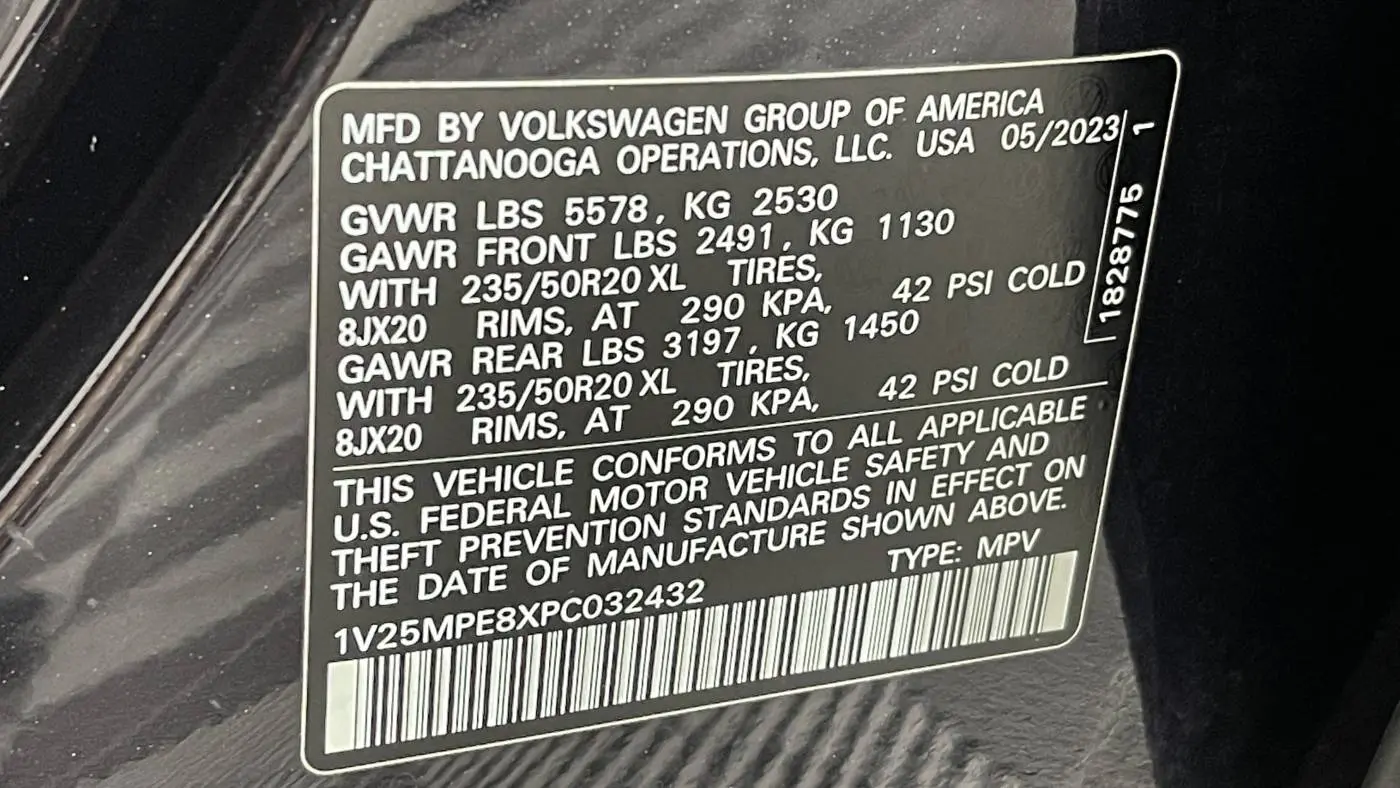 MFD BY VOLKSWAGEN GROUP OF AMERICA
CHATTANOOGA OPERATIONS, LLC. USA 05/2023
GVWR LBS 5578, KG 2530
GAWR FRONT LBS 2491, KG 1130
WITH 235/50R20 XL TIRES,
8JX20 RIMS, AT 290 KPA, 42 PSI COLD
GAWR REAR LBS 3197, KG 1450
WITH 235/50R20 XL TIRES,
8JX20 RIMS, AT 290 KPA, 42 PSI COLD
THIS VEHICLE CONFORMS TO ALL APPLICABLE
U.S. FEDERAL MOTOR VEHICLE SAFETY AND
THEFT PREVENTION STANDARDS IN EFFECT ON
THE DATE OF MANUFACTURE SHOWN ABOVE.
1V25MPE8XPC032432 TYPE: MPV
1828775 1